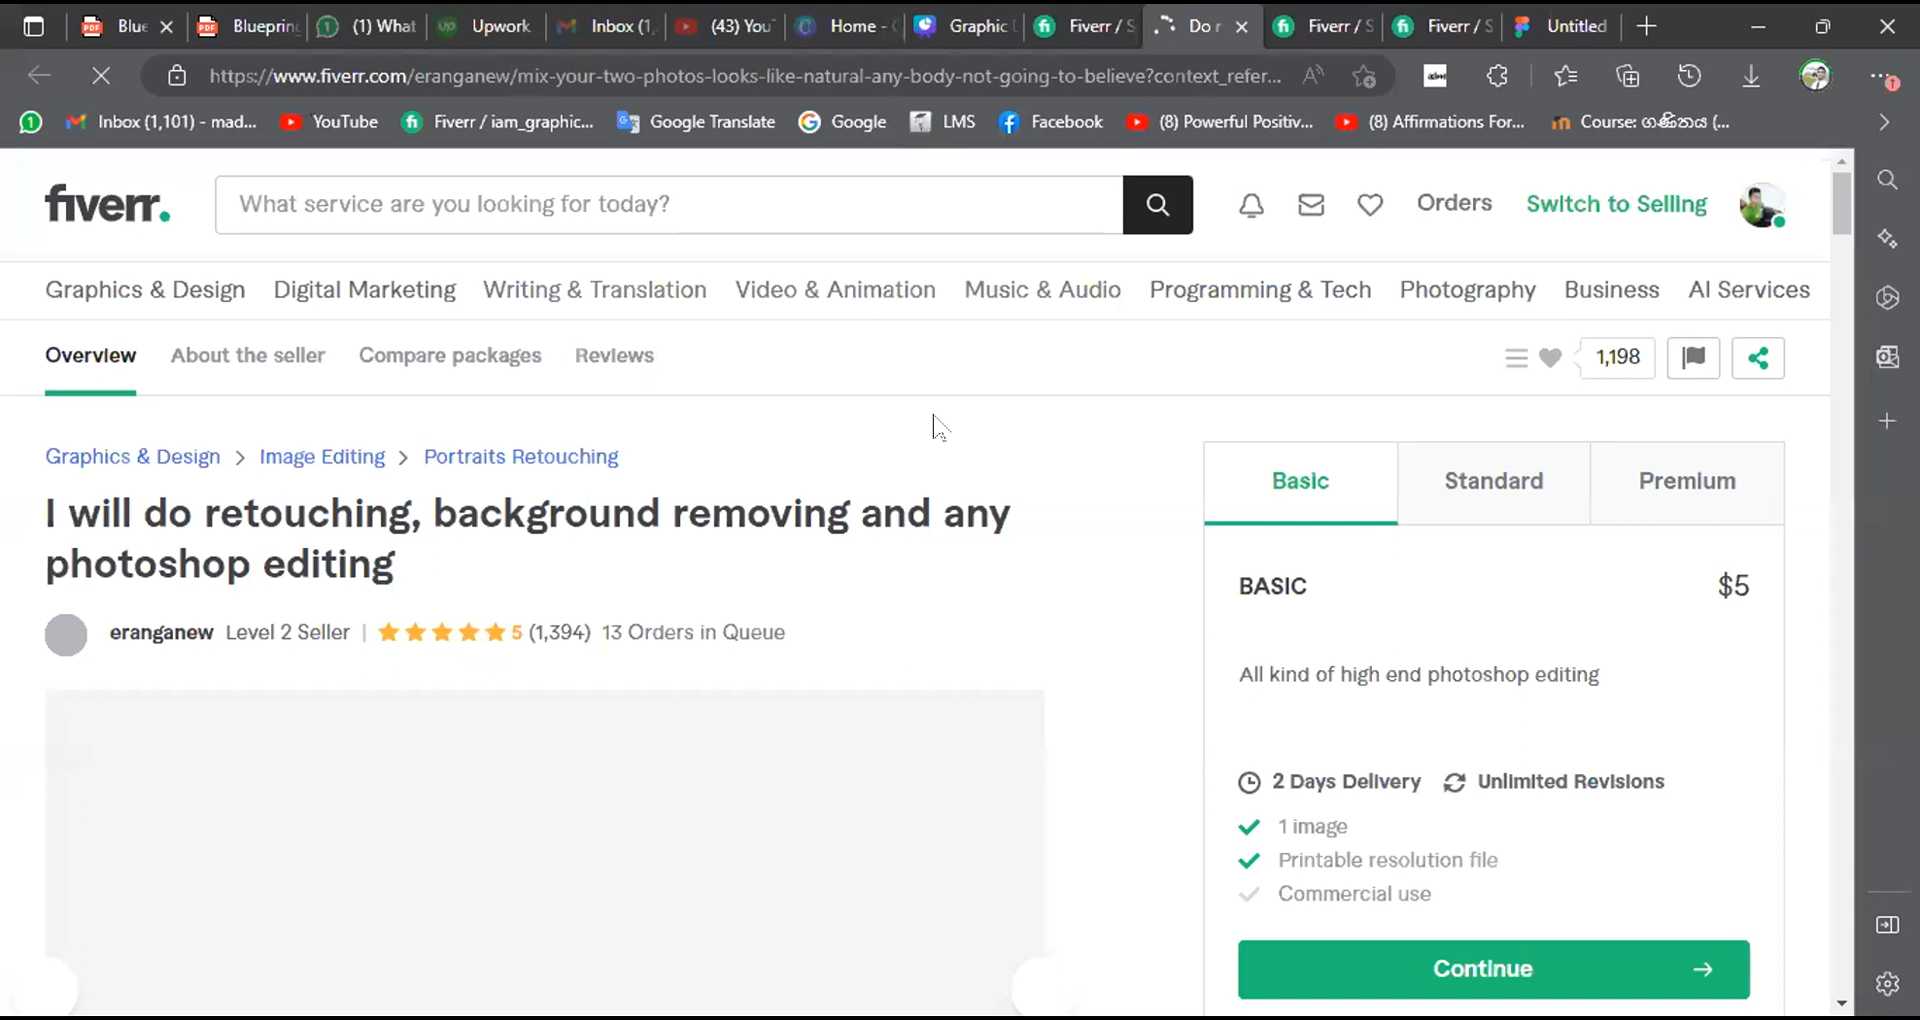 Blue
Blueprin
(1) What
Upwork
Inbox (1,
(43) You
Home -
Graphic
Fiverr / S
Do r
Fiverr / S
Fiverr / S
Untitled
https://www.fiverr.com/eranganew/mix-your-two-photos-looks-like-natural-any-body-not-going-to-believe?context_refer...
Inbox (1,101) - mad...
YouTube
Fiverr / iam_graphic...
Google Translate
Google
LMS
Facebook
(8) Powerful Positiv...
(8) Affirmations For...
Course: ගණිතය (...
fiverr.
What service are you looking for today?
Orders
Switch to Selling
Graphics & Design
Digital Marketing
Writing & Translation
Video & Animation
Music & Audio
Programming & Tech
Photography
Business
AI Services
Overview
About the seller
Compare packages
Reviews
1,198
Graphics & Design > Image Editing > Portraits Retouching
I will do retouching, background removing and any
photoshop editing
eranganew Level 2 Seller | 5 (1,394) 13 Orders in Queue
Basic
Standard
Premium
BASIC
$5
All kind of high end photoshop editing
2 Days Delivery
Unlimited Revisions
1 image
Printable resolution file
Commercial use
Continue